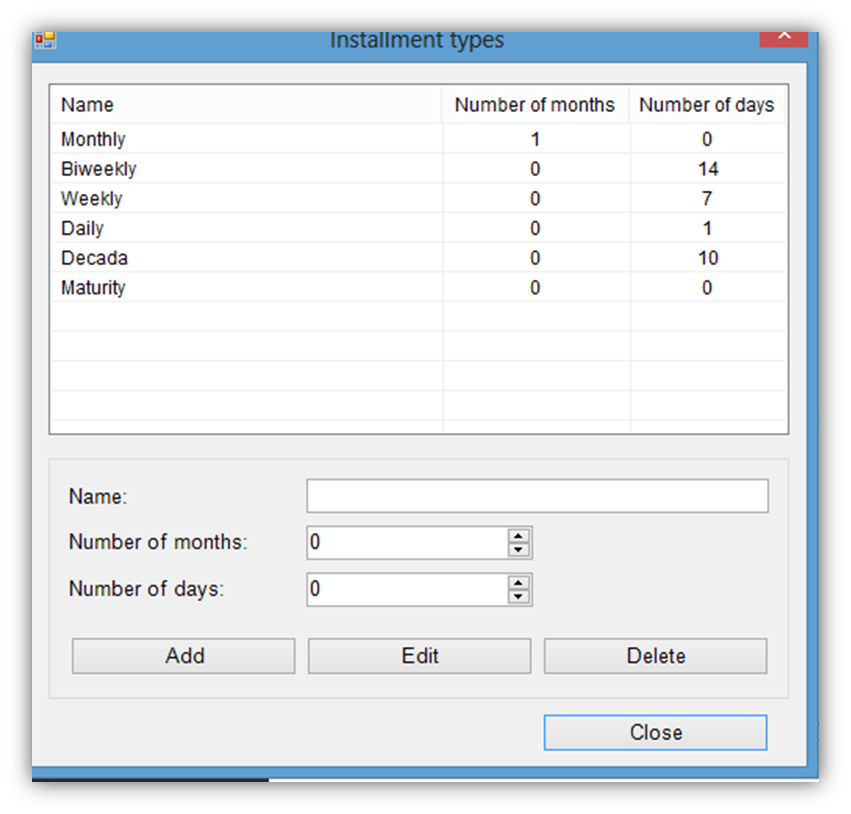 Installment types
Name Number of months Number of days
Monthly 1 0
Biweekly 0 14
Weekly 0 7
Daily 0 1
Decada 0 10
Maturity 0 0
Name:
Number of months: 0
Number of days: 0
Add Edit Delete
Close